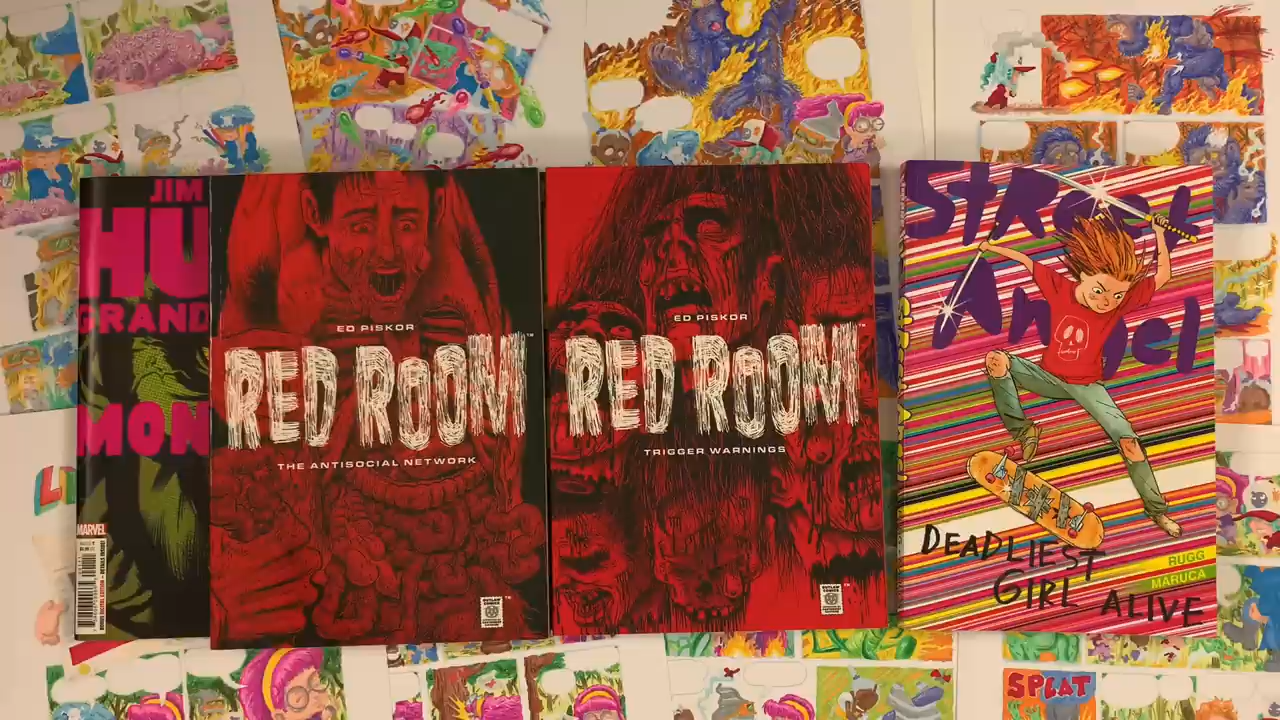 JIM
HU
GRAND
MON
MARVEL
ED PISKOR
RED ROOM
THE ANTISOCIAL NETWORK
ED PISKOR
RED ROOM
TRIGGER WARNINGS
StReet
Angel
DEADLIEST
GIRL ALIVE
RUGG
MARUCA
SPLAT